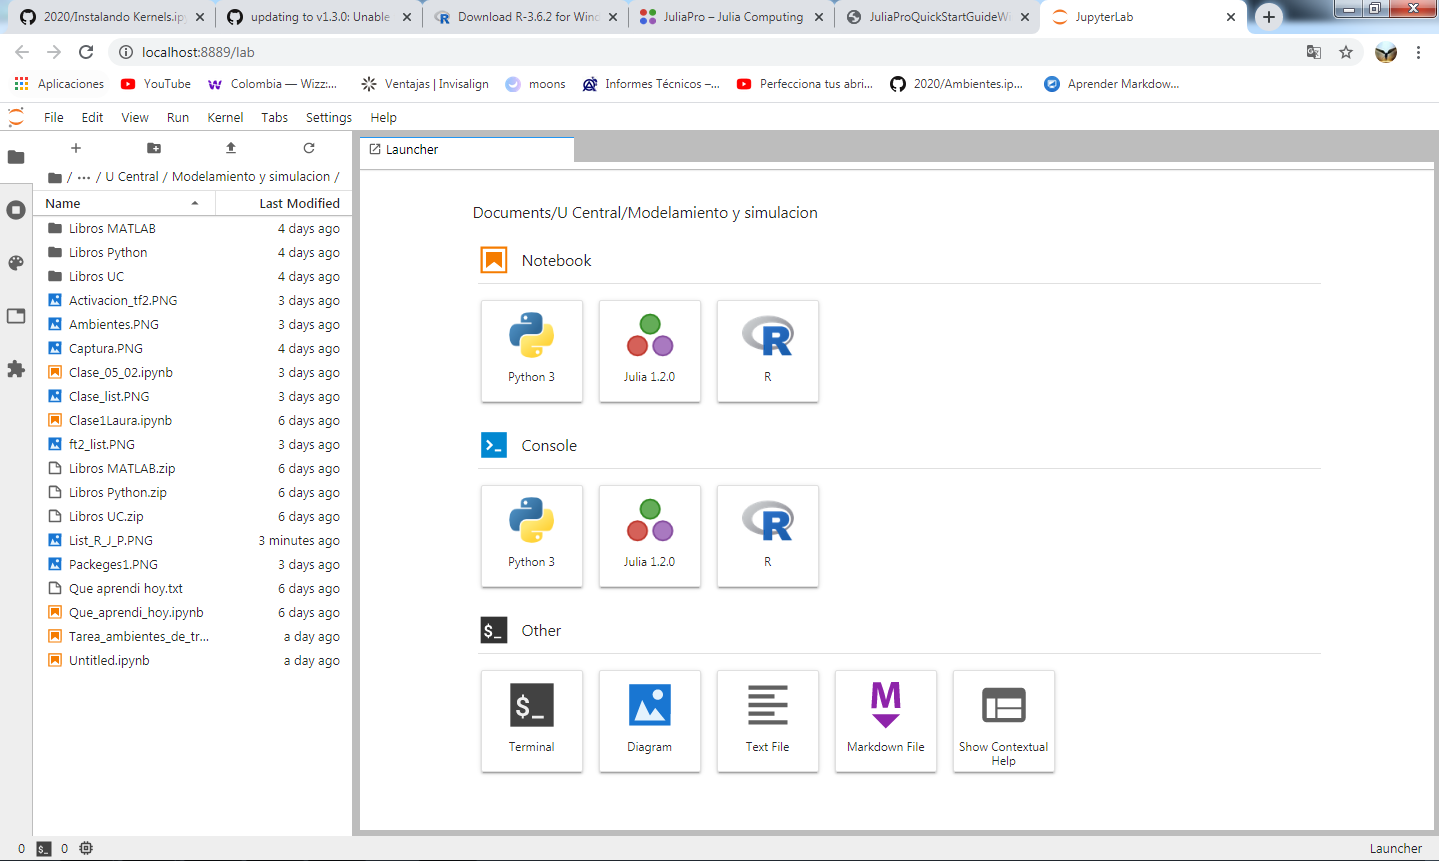 2020/Instalando Kernels.ip
updating to v1.3.0: Unable
Download R-3.6.2 for Wind
JuliaPro – Julia Computing
JuliaProQuickStartGuideWi
JupyterLab
localhost:8889/lab
Aplicaciones
YouTube
Colombia — Wizz:...
Ventajas | Invisalign
moons
Informes Técnicos –...
Perfecciona tus abri...
2020/Ambientes.ip...
Aprender Markdow...
File Edit View Run Kernel Tabs Settings Help
/ ··· / U Central / Modelamiento y simulacion /
Name Last Modified
Libros MATLAB 4 days ago
Libros Python 4 days ago
Libros UC 4 days ago
Activacion_tf2.PNG 3 days ago
Ambientes.PNG 3 days ago
Captura.PNG 4 days ago
Clase_05_02.ipynb 3 days ago
Clase_list.PNG 3 days ago
Clase1Laura.ipynb 6 days ago
ft2_list.PNG 3 days ago
Libros MATLAB.zip 6 days ago
Libros Python.zip 6 days ago
Libros UC.zip 6 days ago
List_R_J_P.PNG 3 minutes ago
Packeges1.PNG 3 days ago
Que aprendi hoy.txt 6 days ago
Que_aprendi_hoy.ipynb 6 days ago
Tarea_ambientes_de_tr... a day ago
Untitled.ipynb a day ago
Launcher
Documents/U Central/Modelamiento y simulacion
Notebook
Python 3
Julia 1.2.0
R
R
Console
Python 3
Julia 1.2.0
R
R
$_ Other
$_
Terminal
Diagram
Text File
M
Markdown File
Show Contextual
Help
0 $_ 0
Launcher